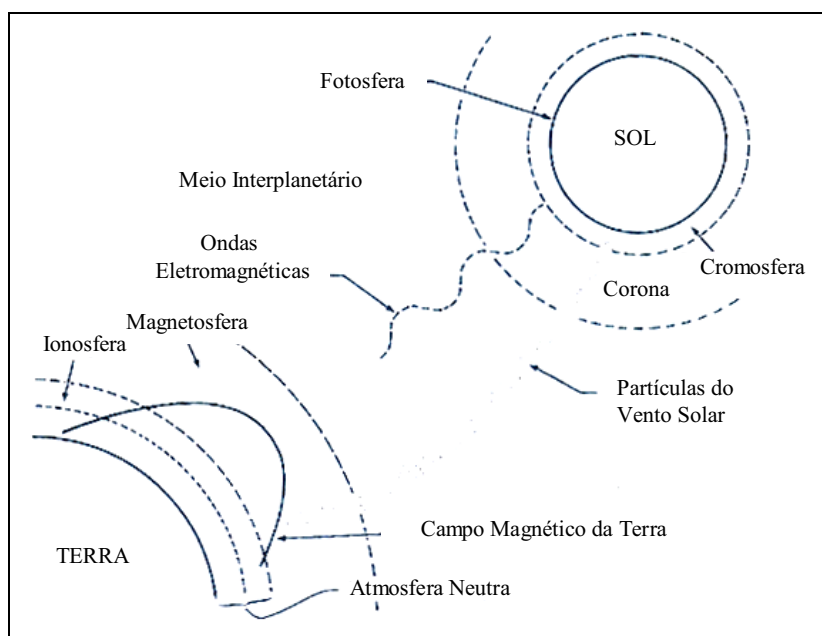 Fotosfera
SOL
Meio Interplanetário
Ondas
Eletromagnéticas
Cromosfera
Corona
Magnetosfera
Ionosfera
Partículas do
Vento Solar
Campo Magnético da Terra
TERRA
Atmosfera Neutra